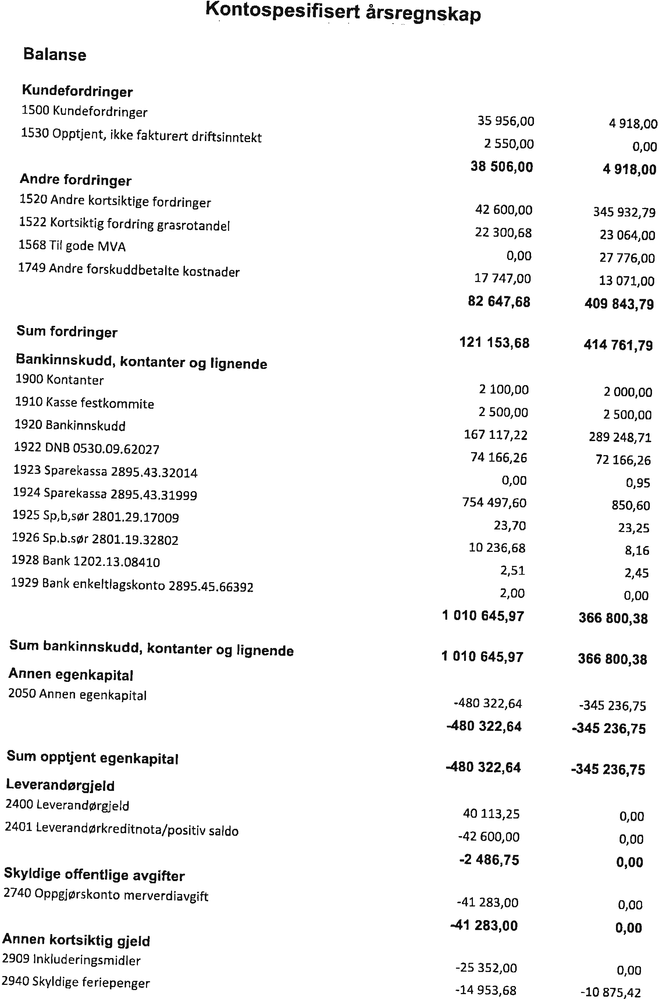 Kontospesifisert årsregnskap
Balanse
Kundefordringer
1500 Kundefordringer 35 956,00 4 918,00
1530 Opptjent, ikke fakturert driftsinntekt 2 550,00 0,00
38 506,00 4 918,00
Andre fordringer
1520 Andre kortsiktige fordringer 42 600,00 345 932,79
1522 Kortsiktig fordring grasrotandel 22 300,68 23 064,00
1568 Til gode MVA 0,00 27 776,00
1749 Andre forskuddbetalte kostnader 17 747,00 13 071,00
82 647,68 409 843,79
Sum fordringer 121 153,68 414 761,79
Bankinnskudd, kontanter og lignende
1900 Kontanter 2 100,00 2 000,00
1910 Kasse festkommite 2 500,00 2 500,00
1920 Bankinnskudd 167 117,22 289 248,71
1922 DNB 0530.09.62027 74 166,26 72 166,26
1923 Sparekassa 2895.43.32014 0,00 0,95
1924 Sparekassa 2895.43.31999 754 497,60 850,60
1925 Sp,b,sør 2801.29.17009 23,70 23,25
1926 Sp.b.sør 2801.19.32802 10 236,68 8,16
1928 Bank 1202.13.08410 2,51 2,45
1929 Bank enkeltlagskonto 2895.45.66392 2,00 0,00
1 010 645,97 366 800,38
Sum bankinnskudd, kontanter og lignende 1 010 645,97 366 800,38
Annen egenkapital
2050 Annen egenkapital -480 322,64 -345 236,75
-480 322,64 -345 236,75
Sum opptjent egenkapital -480 322,64 -345 236,75
Leverandørgjeld
2400 Leverandørgjeld 40 113,25 0,00
2401 Leverandørkreditnota/positiv saldo -42 600,00 0,00
-2 486,75 0,00
Skyldige offentlige avgifter
2740 Oppgjørskonto merverdiavgift -41 283,00 0,00
-41 283,00 0,00
Annen kortsiktig gjeld
2909 Inkluderingsmidler -25 352,00 0,00
2940 Skyldige feriepenger -14 953,68 -10 875,42